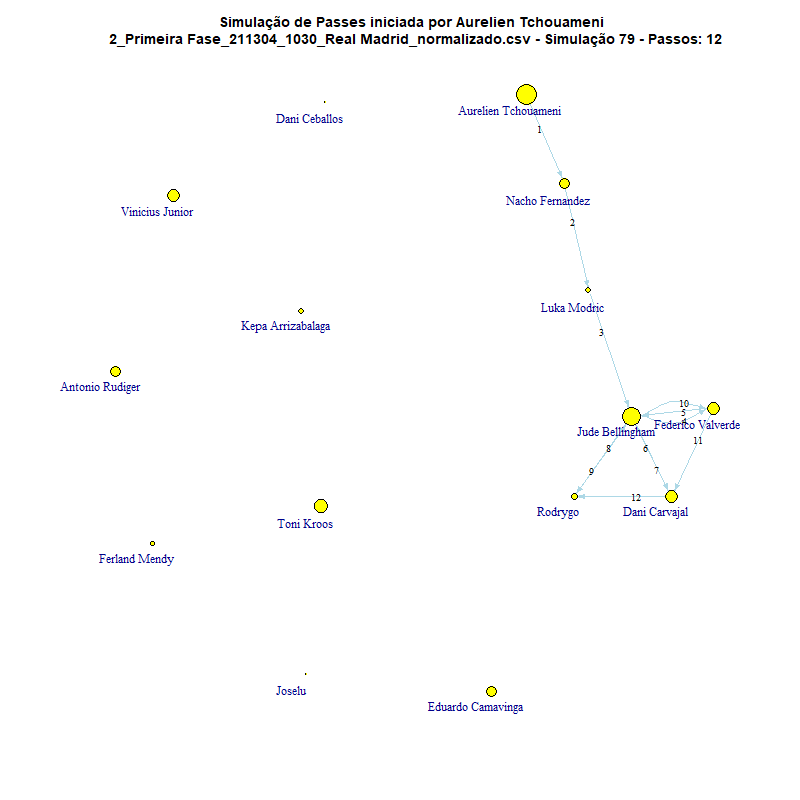 Simulação de Passes iniciada por Aurelien Tchouameni
2_Primeira Fase_211304_1030_Real Madrid_normalizado.csv - Simulação 79 - Passos: 12
Aurelien Tchouameni
Dani Ceballos
1
Nacho Fernandez
Vinicius Junior
2
Luka Modric
Kepa Arrizabalaga
3
Antonio Rudiger
10
5
4
Federico Valverde
Jude Bellingham
11
8
6
9
7
12
Rodrygo
Dani Carvajal
Toni Kroos
Ferland Mendy
Joselu
Eduardo Camavinga